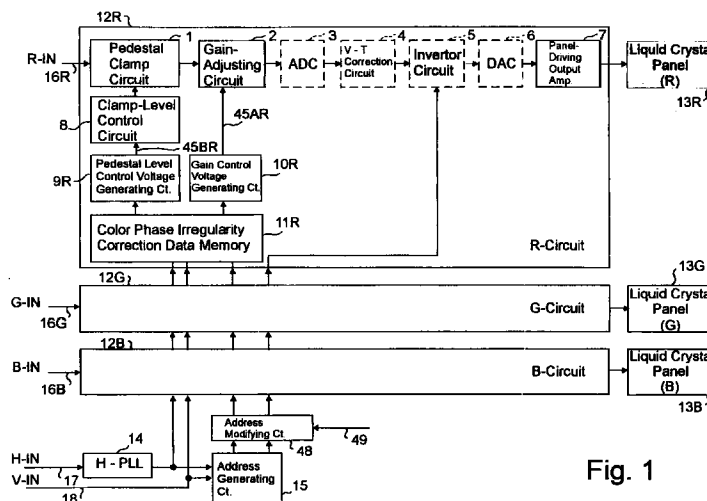 12R
R-IN
16R
1
Pedestal
Clamp
Circuit
2
Gain-
Adjusting
Circuit
3
ADC
4
V - T
Correction
Circuit
5
Invertor
Circuit
6
DAC
7
Panel-
Driving
Output
Amp.
Liquid Crystal
Panel
(R)
13R
8
Clamp-Level
Control
Circuit
45BR
45AR
9R
Pedestal Level
Control Voltage
Generating Ct.
Gain Control
Voltage
Generating Ct.
10R
11R
Color Phase Irregularity
Correction Data Memory
R-Circuit
12G
G-IN
16G
G-Circuit
13G
Liquid Crystal
Panel
(G)
12B
B-IN
16B
B-Circuit
Liquid Crystal
Panel
(B)
13B
Address
Modifying Ct.
48
49
H-IN
17
14
H - PLL
V-IN
18
Address
Generating
Ct.
15
Fig. 1